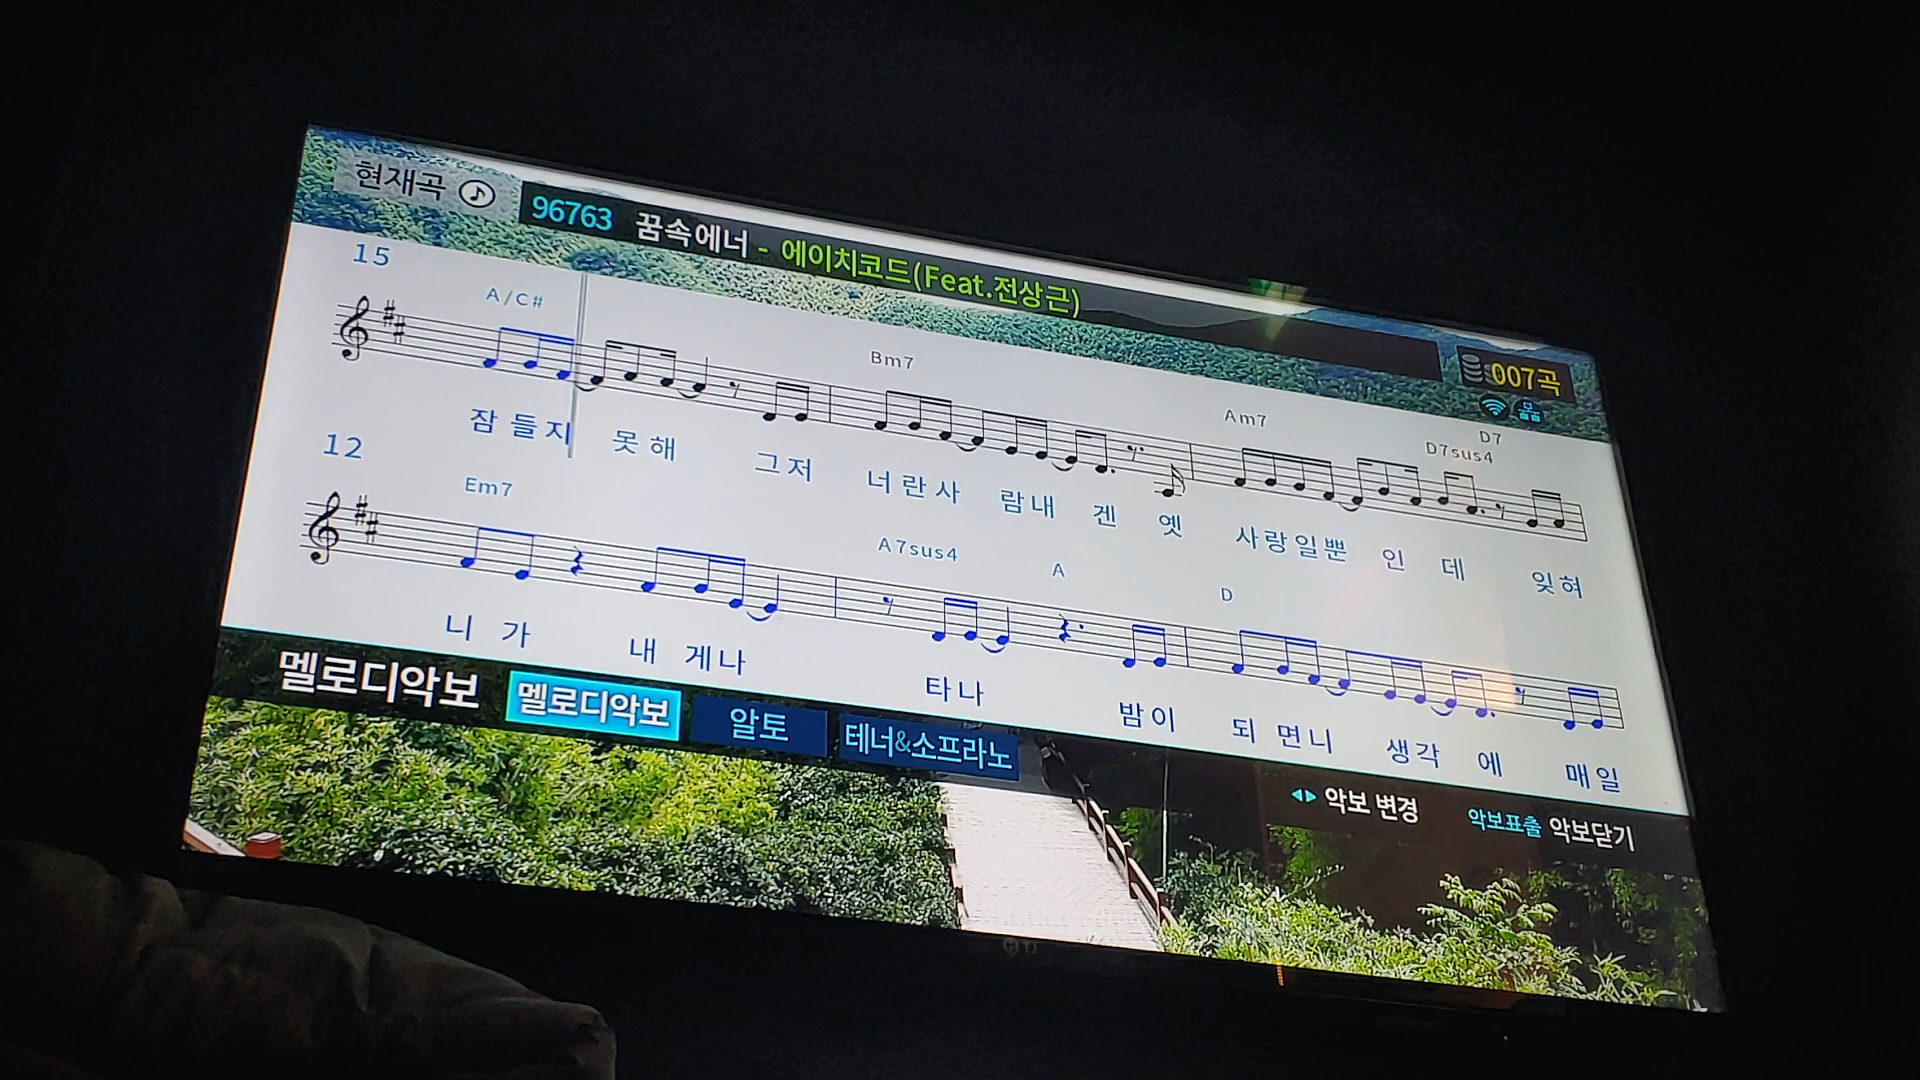 현재곡 96763 꿈속에너 - 에이치코드(Feat.전상근)
007곡
15
A/C# Bm7 Am7 D7sus4 D7
잠들지 못해 그저 너란사 람내 겐 옛 사랑일뿐 인 데 잊혀
12
Em7 A7sus4 A D
니 가 내 게나 타나 밤이 되 면니 생각 에 매일
멜로디악보 멜로디악보 알토 테너&소프라노
악보 변경 악보표출 악보닫기